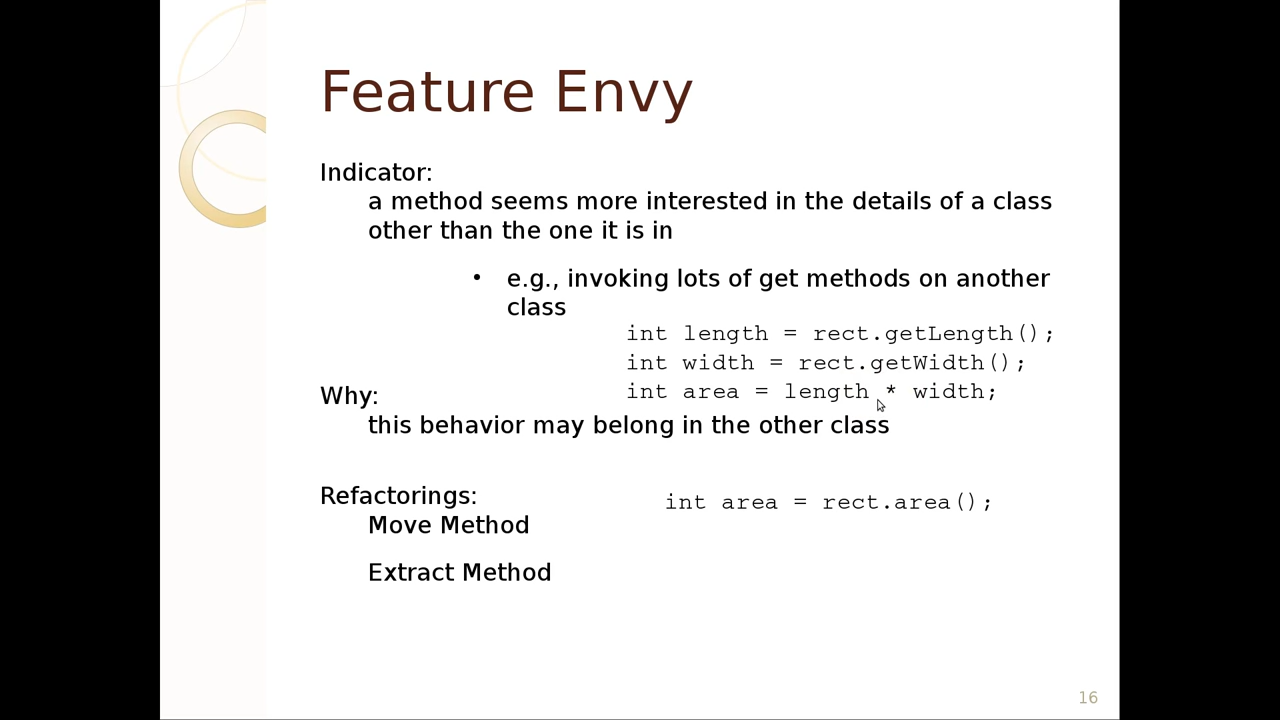 Feature Envy
Indicator:
a method seems more interested in the details of a class
other than the one it is in
• e.g., invoking lots of get methods on another
class
int length = rect.getLength();
int width = rect.getWidth();
int area = length * width;
Why:
this behavior may belong in the other class
Refactorings:
int area = rect.area();
Move Method
Extract Method
16